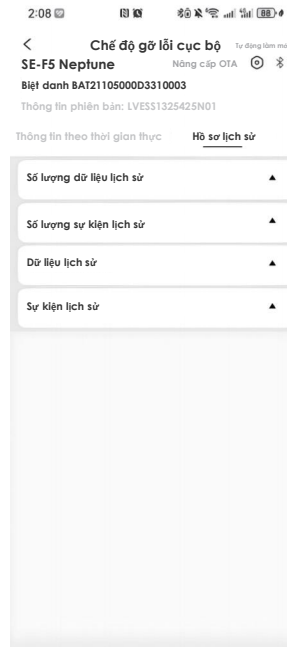 2:08 88
Chế độ gỡ lỗi cục bộ Tự động làm mớ
SE-F5 Neptune Nâng cấp OTA
Biệt danh BAT21105000D3310003
Thông tin phiên bản: LVESS1325425N01
Thông tin theo thời gian thực Hồ sơ lịch sử
Số lượng dữ liệu lịch sử
Số lượng sự kiện lịch sử
Dữ liệu lịch sử
Sự kiện lịch sử